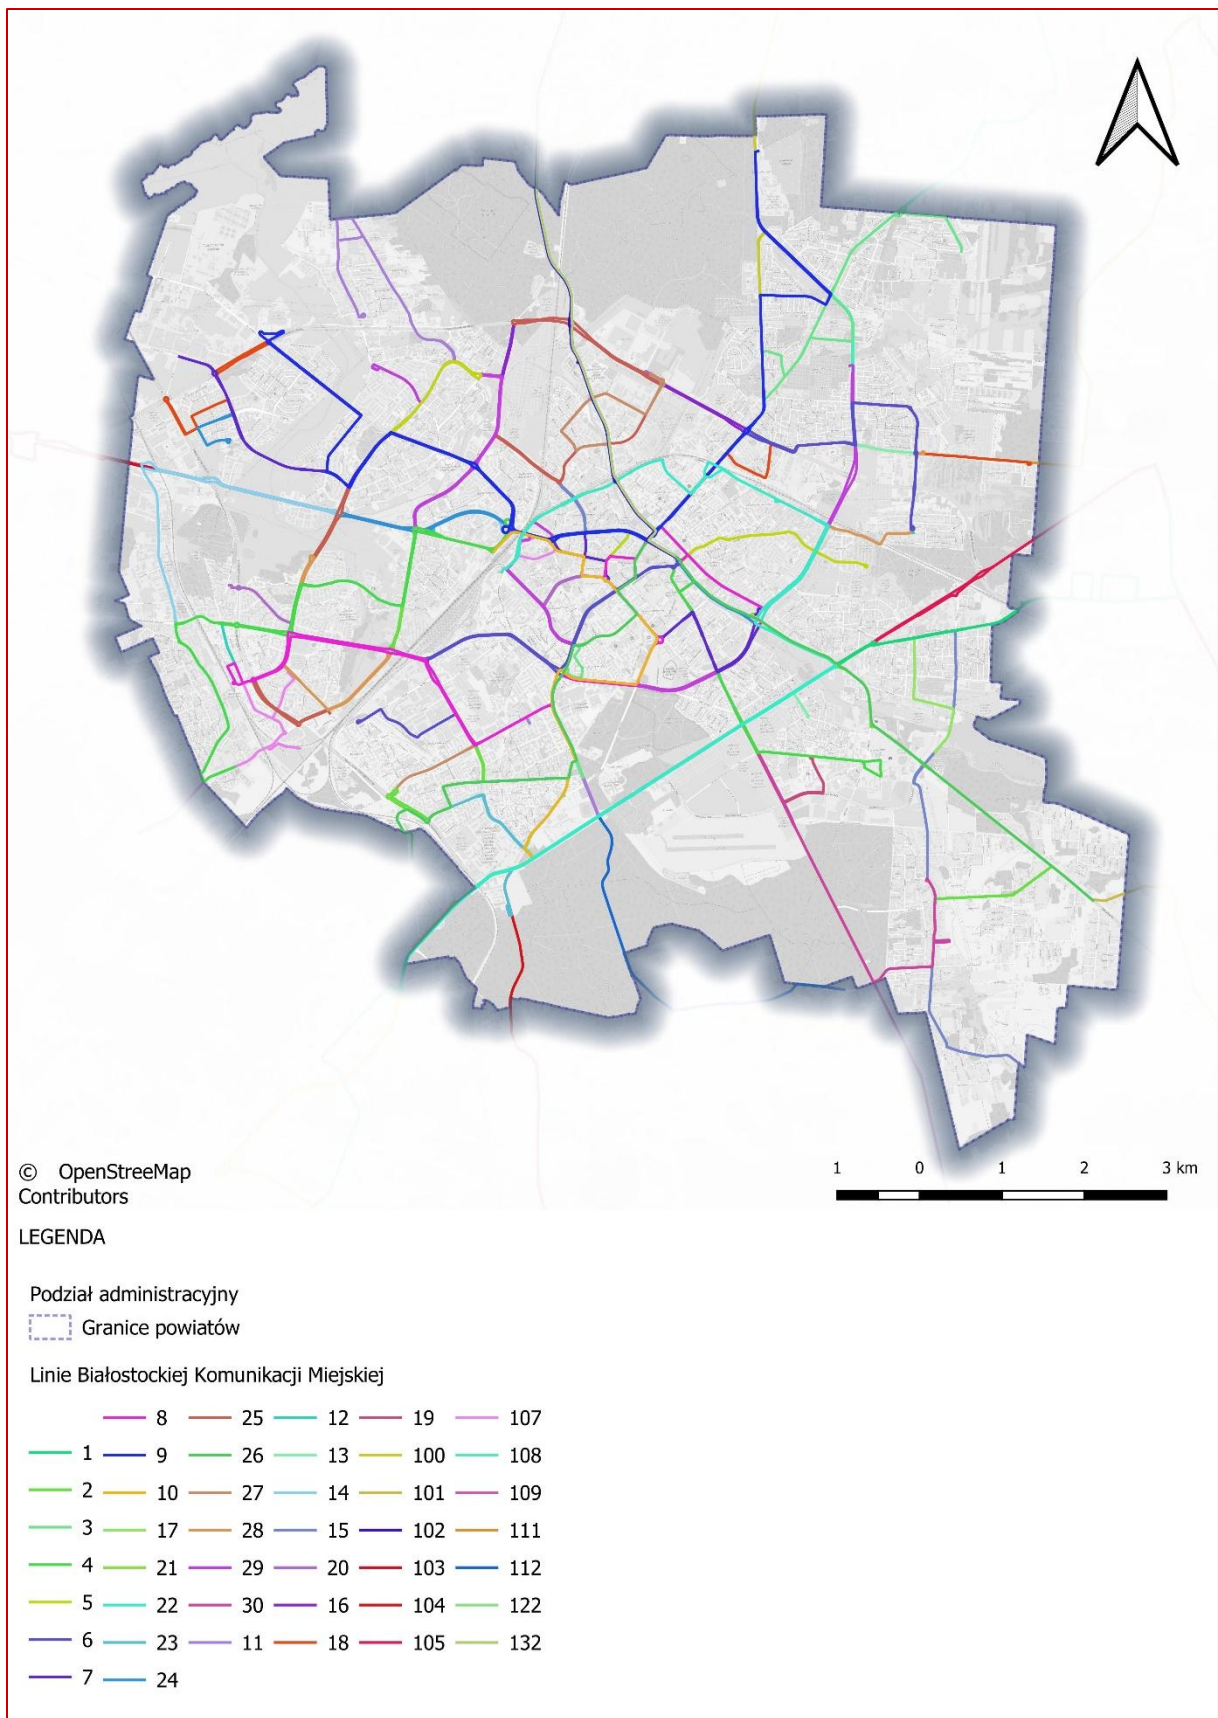 © OpenStreeMap
Contributors
1 0 1 2 3 km
LEGENDA
Podział administracyjny
Granice powiatów
Linie Białostockiej Komunikacji Miejskiej
8 25 12 19 107
1 9 26 13 100 108
2 10 27 14 101 109
3 17 28 15 102 111
4 21 29 20 103 112
5 22 30 16 104 122
6 23 11 18 105 132
7 24